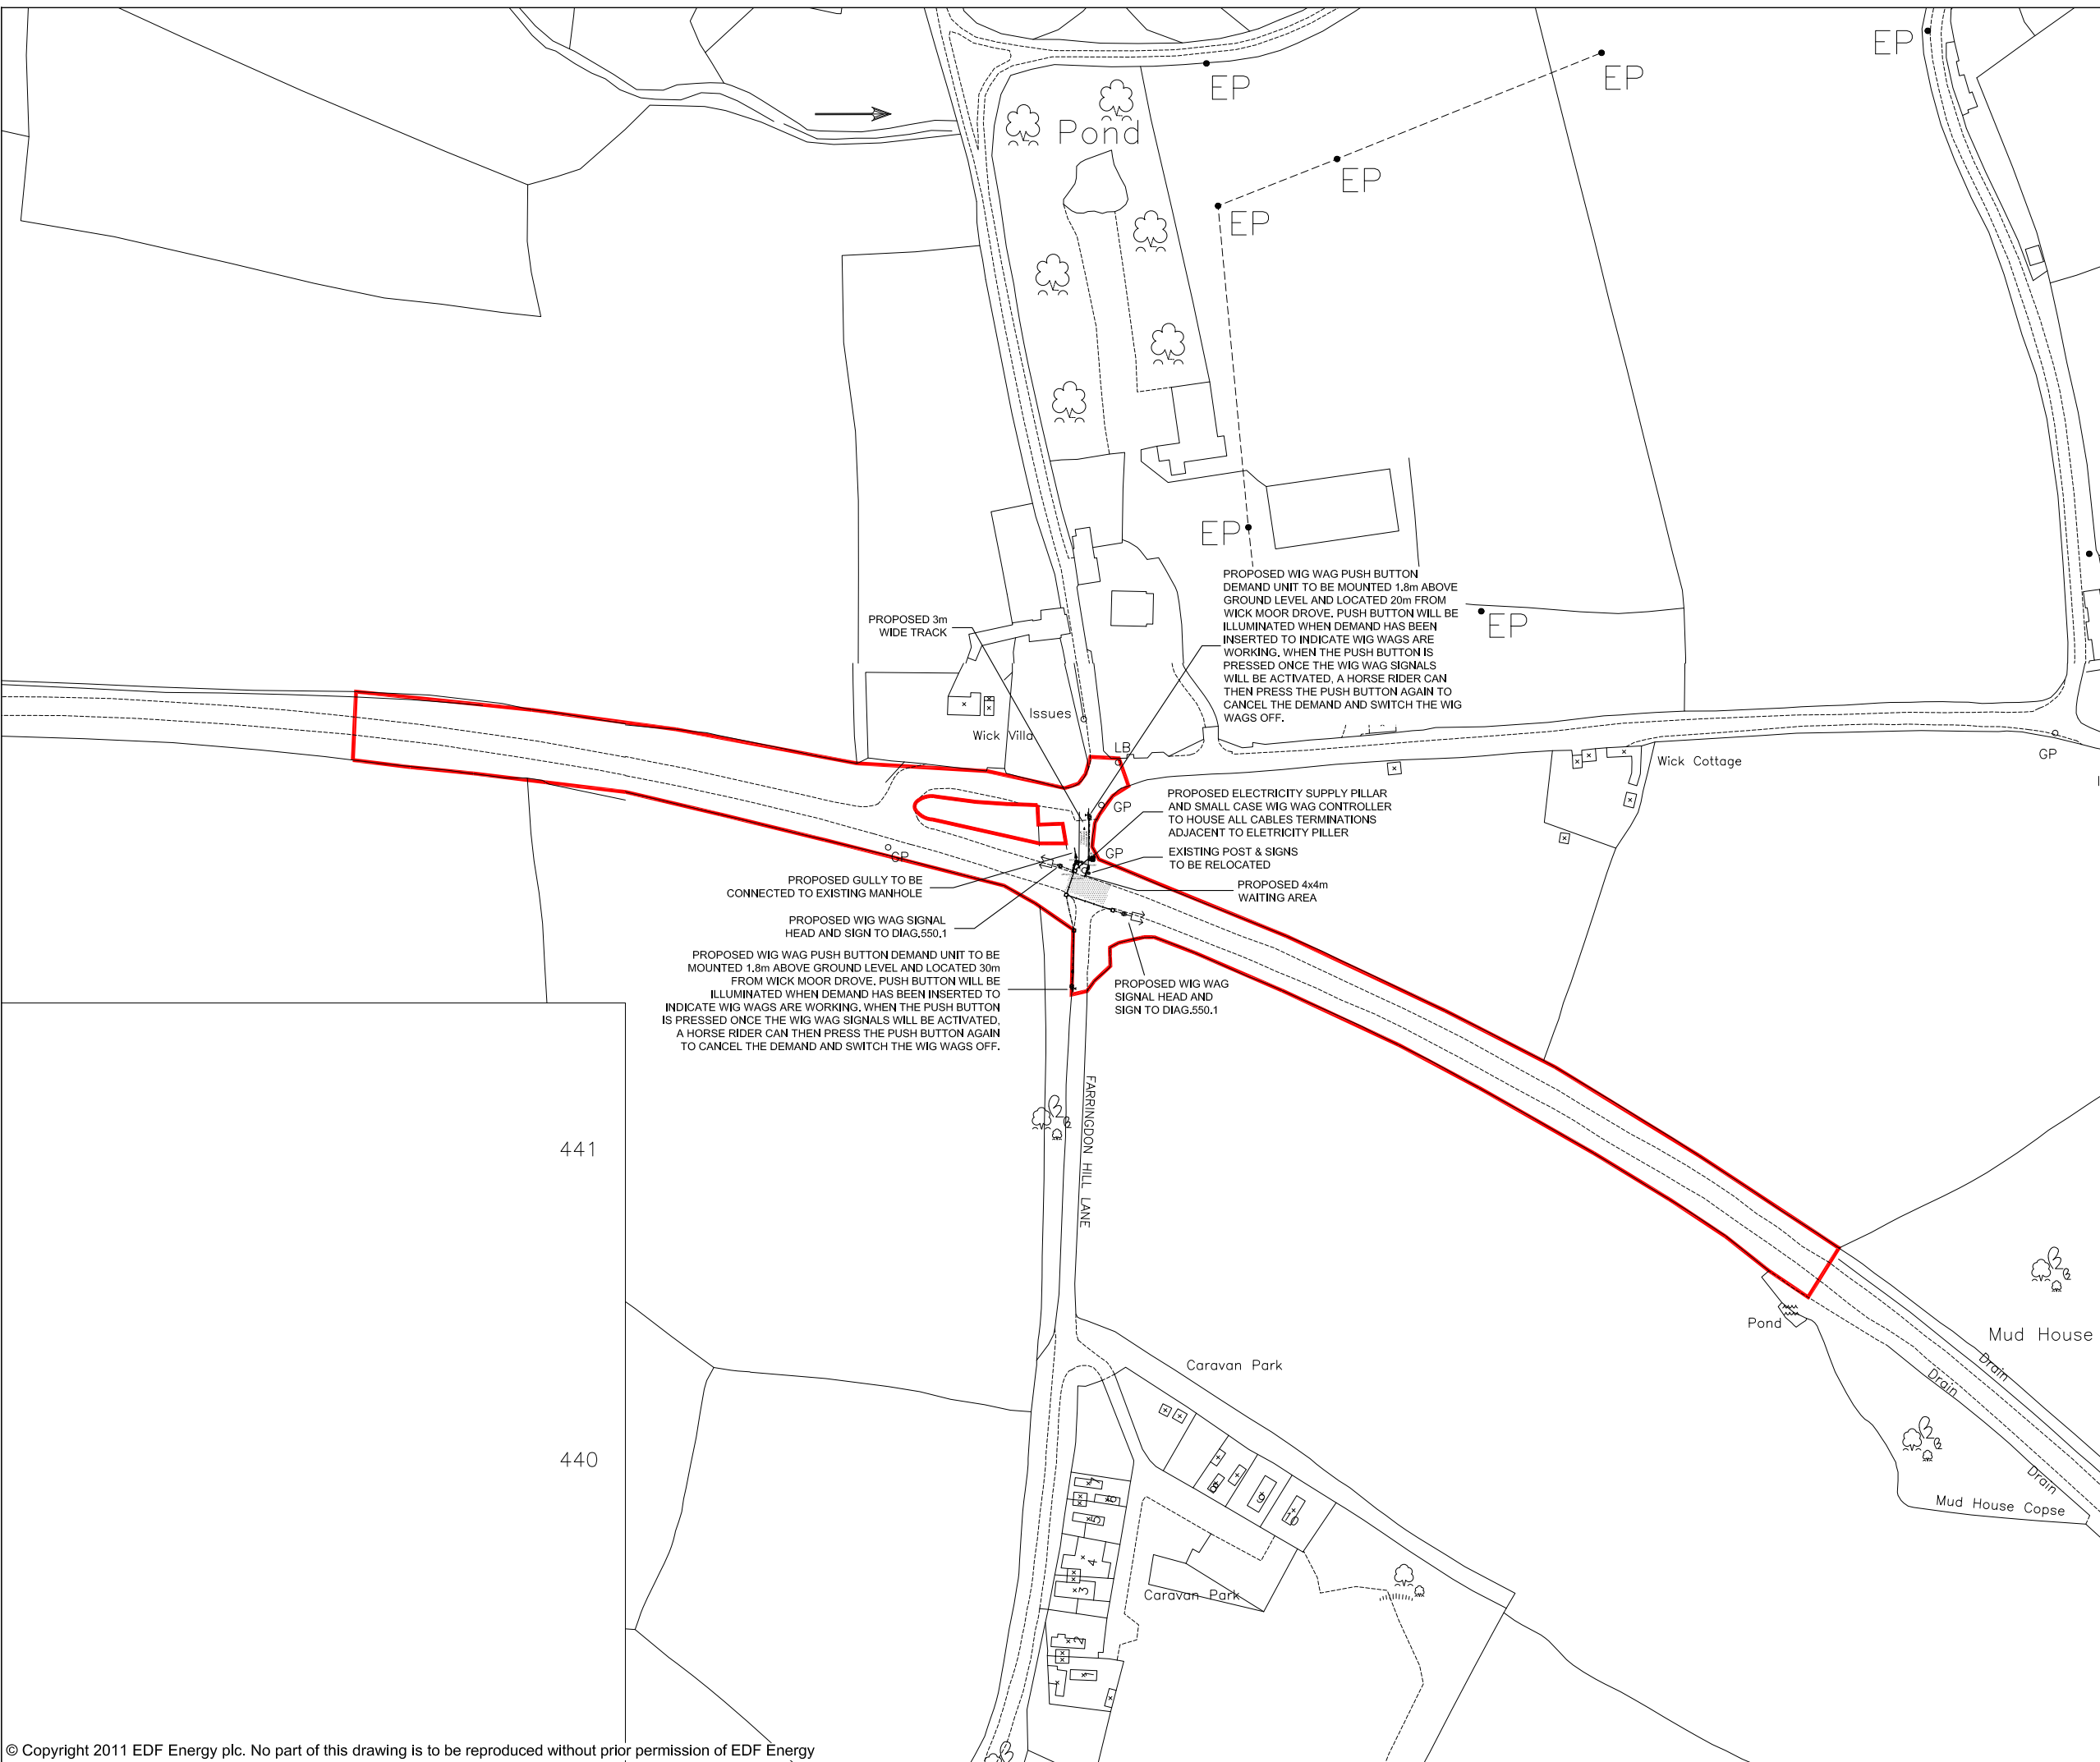 EP
EP
EP
Pond
EP
EP
EP
EP
PROPOSED WIG WAG PUSH BUTTON
DEMAND UNIT TO BE MOUNTED 1.8m ABOVE
GROUND LEVEL AND LOCATED 20m FROM
WICK MOOR DROVE. PUSH BUTTON WILL BE
ILLUMINATED WHEN DEMAND HAS BEEN
INSERTED TO INDICATE WIG WAGS ARE
WORKING. WHEN THE PUSH BUTTON IS
PRESSED ONCE THE WIG WAG SIGNALS
WILL BE ACTIVATED, A HORSE RIDER CAN
THEN PRESS THE PUSH BUTTON AGAIN TO
CANCEL THE DEMAND AND SWITCH THE WIG
WAGS OFF.
PROPOSED 3m
WIDE TRACK
Issues
Wick Villa
LB
Wick Cottage
GP
GP
PROPOSED ELECTRICITY SUPPLY PILLAR
AND SMALL CASE WIG WAG CONTROLLER
TO HOUSE ALL CABLES TERMINATIONS
ADJACENT TO ELETRICITY PILLER
GP
GP
EXISTING POST & SIGNS
TO BE RELOCATED
PROPOSED GULLY TO BE
CONNECTED TO EXISTING MANHOLE
PROPOSED 4x4m
WAITING AREA
PROPOSED WIG WAG SIGNAL
HEAD AND SIGN TO DIAG.550.1
PROPOSED WIG WAG PUSH BUTTON DEMAND UNIT TO BE
MOUNTED 1.8m ABOVE GROUND LEVEL AND LOCATED 30m
FROM WICK MOOR DROVE. PUSH BUTTON WILL BE
ILLUMINATED WHEN DEMAND HAS BEEN INSERTED TO
INDICATE WIG WAGS ARE WORKING. WHEN THE PUSH BUTTON
IS PRESSED ONCE THE WIG WAG SIGNALS WILL BE ACTIVATED,
A HORSE RIDER CAN THEN PRESS THE PUSH BUTTON AGAIN
TO CANCEL THE DEMAND AND SWITCH THE WIG WAGS OFF.
PROPOSED WIG WAG
SIGNAL HEAD AND
SIGN TO DIAG.550.1
FARRINGDON HILL LANE
441
Pond
Mud House
Drain
Drain
Caravan Park
440
Drain
Mud House Copse
7
6
5
4
3
2
1
8
9
10
Caravan Park
© Copyright 2011 EDF Energy plc. No part of this drawing is to be reproduced without prior permission of EDF Energy